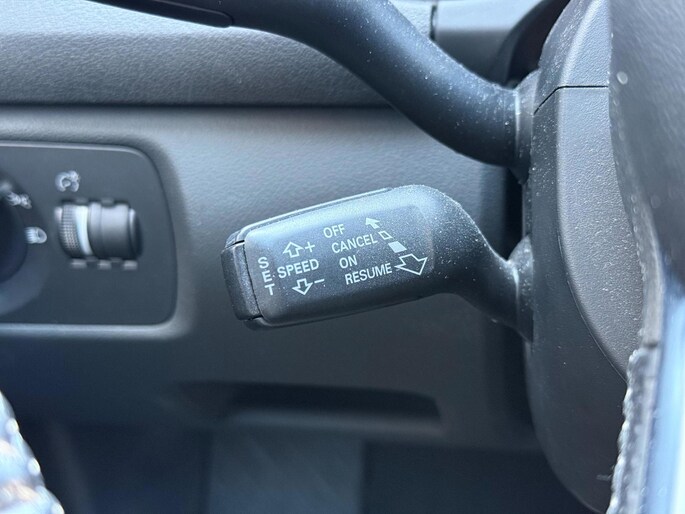 SET
+
SPEED
-
OFF
CANCEL
ON
RESUME